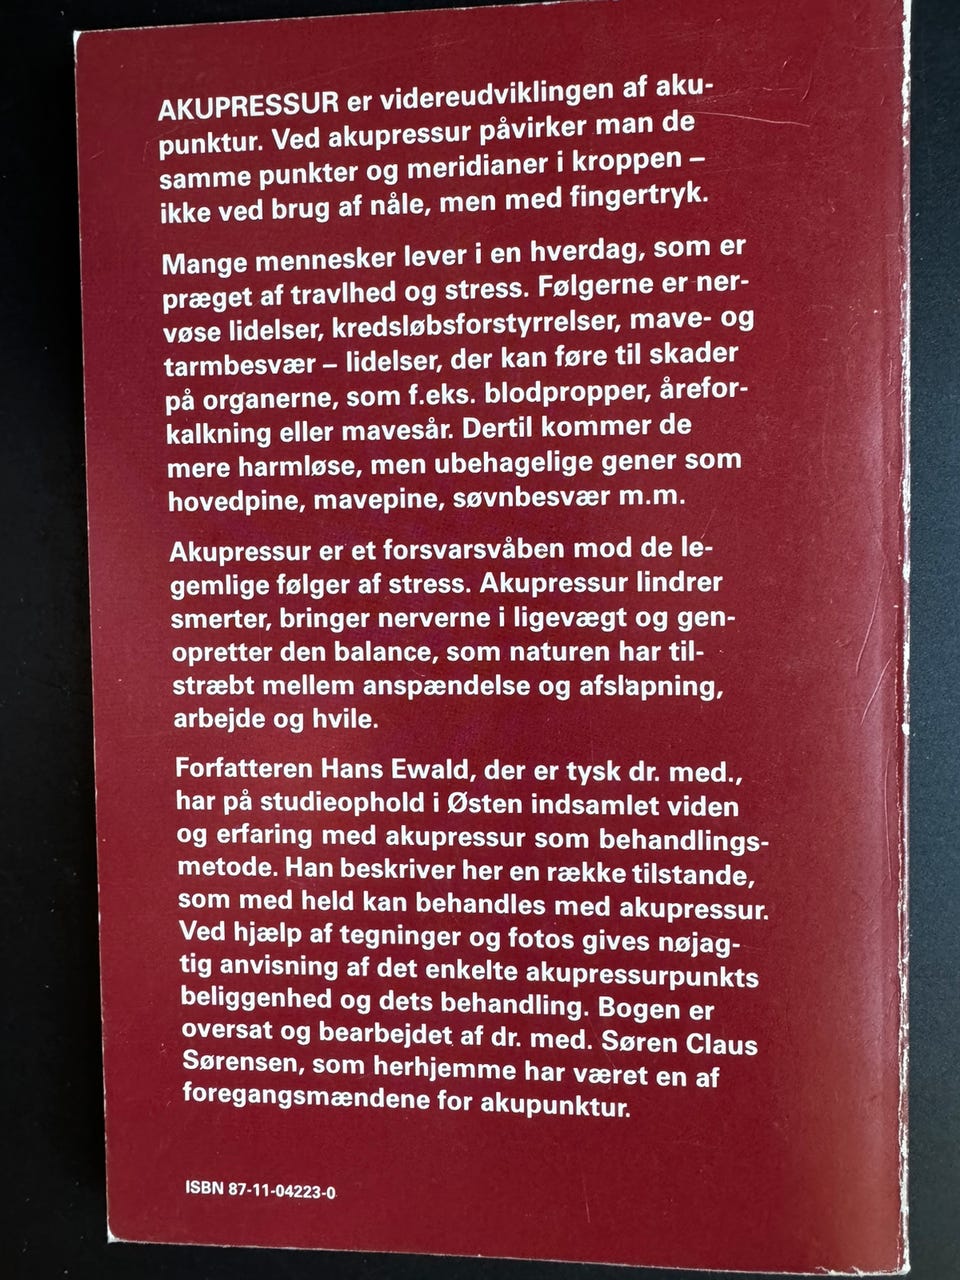 AKUPRESSUR er videreudviklingen af aku-
punktur. Ved akupressur påvirker man de
samme punkter og meridianer i kroppen –
ikke ved brug af nåle, men med fingertryk.
Mange mennesker lever i en hverdag, som er
præget af travlhed og stress. Følgerne er ner-
vøse lidelser, kredsløbsforstyrrelser, mave- og
tarmbesvær – lidelser, der kan føre til skader
på organerne, som f.eks. blodpropper, årefor-
kalkning eller mavesår. Dertil kommer de
mere harmløse, men ubehagelige gener som
hovedpine, mavepine, søvnbesvær m.m.
Akupressur er et forsvarsvåben mod de le-
gemlige følger af stress. Akupressur lindrer
smerter, bringer nerverne i ligevægt og gen-
opretter den balance, som naturen har til-
stræbt mellem anspændelse og afslapning,
arbejde og hvile.
Forfatteren Hans Ewald, der er tysk dr. med.,
har på studieophold i Østen indsamlet viden
og erfaring med akupressur som behandlings-
metode. Han beskriver her en række tilstande,
som med held kan behandles med akupressur.
Ved hjælp af tegninger og fotos gives nøjag-
tig anvisning af det enkelte akupressurpunkts
beliggenhed og dets behandling. Bogen er
oversat og bearbejdet af dr. med. Søren Claus
Sørensen, som herhjemme har været en af
foregangsmændene for akupunktur.
ISBN 87-11-04223-0